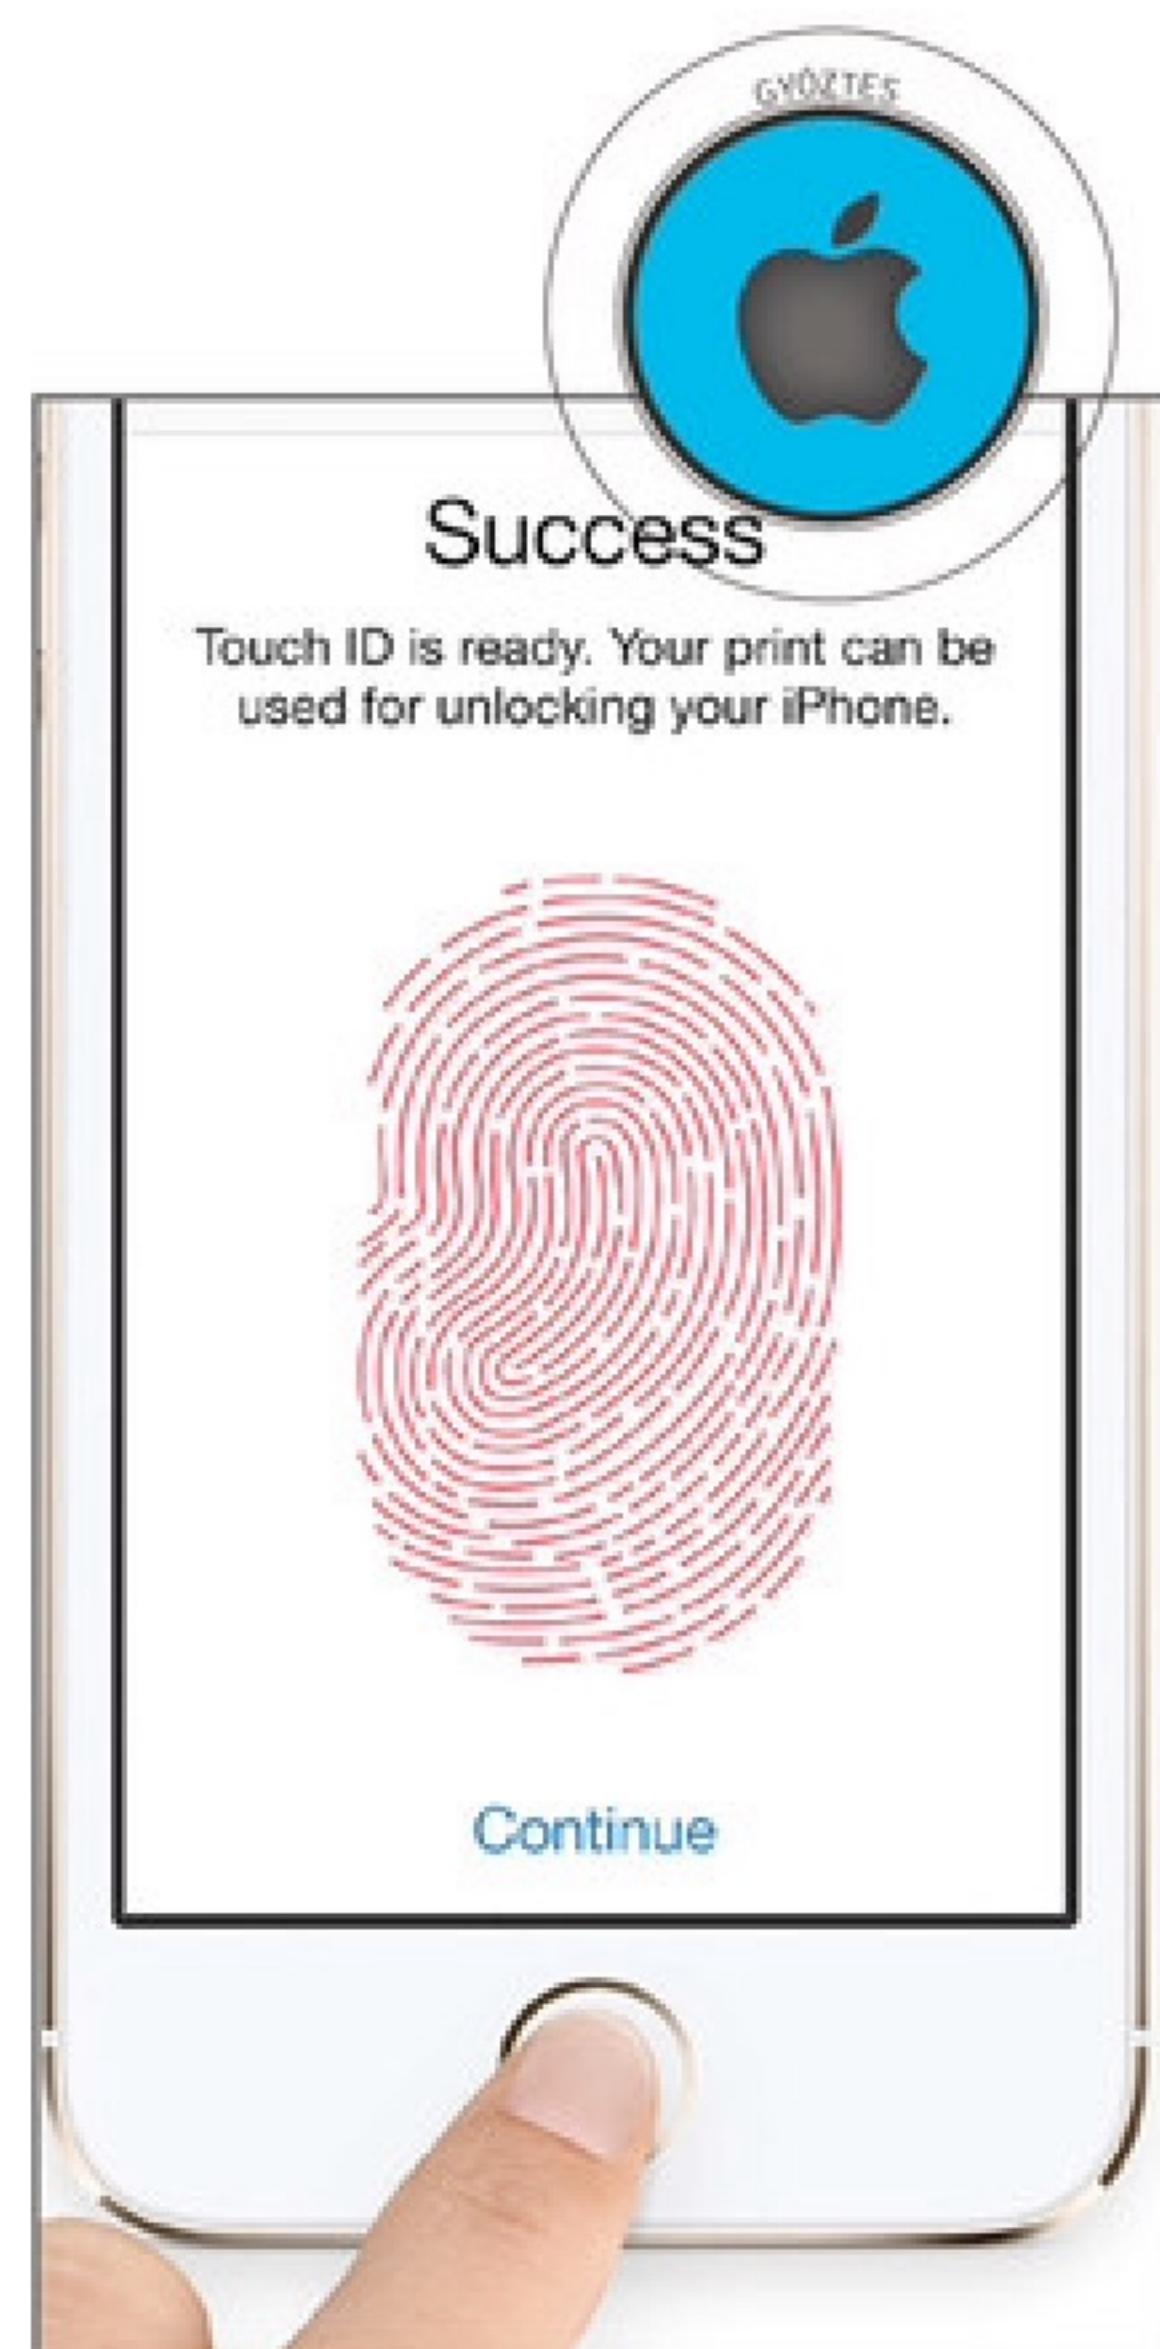 GYŐZTES
Success
Touch ID is ready. Your print can be
used for unlocking your iPhone.
Continue